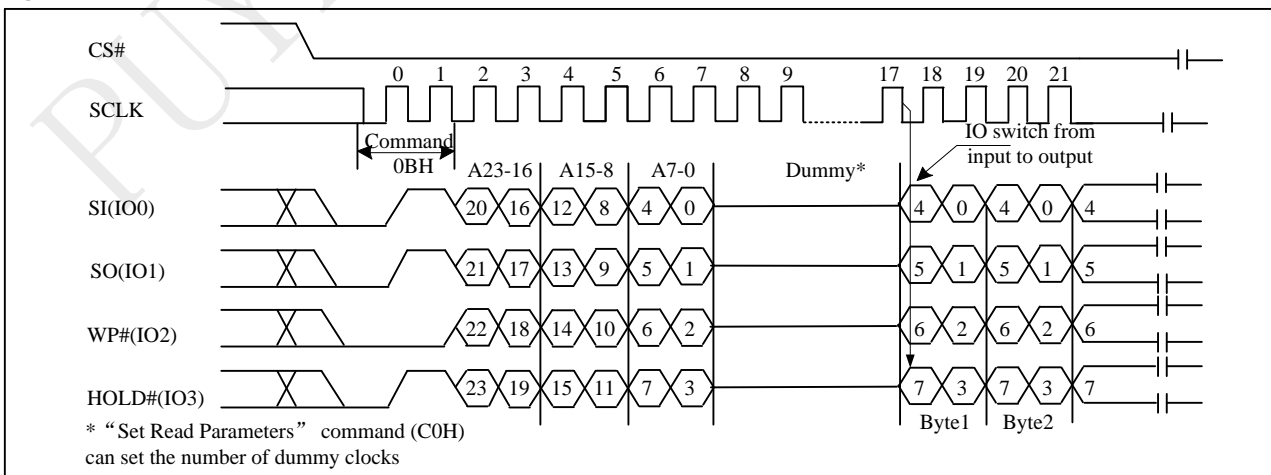 PUY
CS#
0 1 2 3 4 5 6 7 8 9 17 18 19 20 21
SCLK
Command
0BH
IO switch from
input to output
A23-16 A15-8 A7-0 Dummy*
SI(IO0) 20 16 12 8 4 0 4 0 4 0 4
SO(IO1) 21 17 13 9 5 1 5 1 5 1 5
WP#(IO2) 22 18 14 10 6 2 6 2 6 2 6
HOLD#(IO3) 23 19 15 11 7 3 7 3 7 3 7
Byte1 Byte2
* “Set Read Parameters” command (C0H)
can set the number of dummy clocks